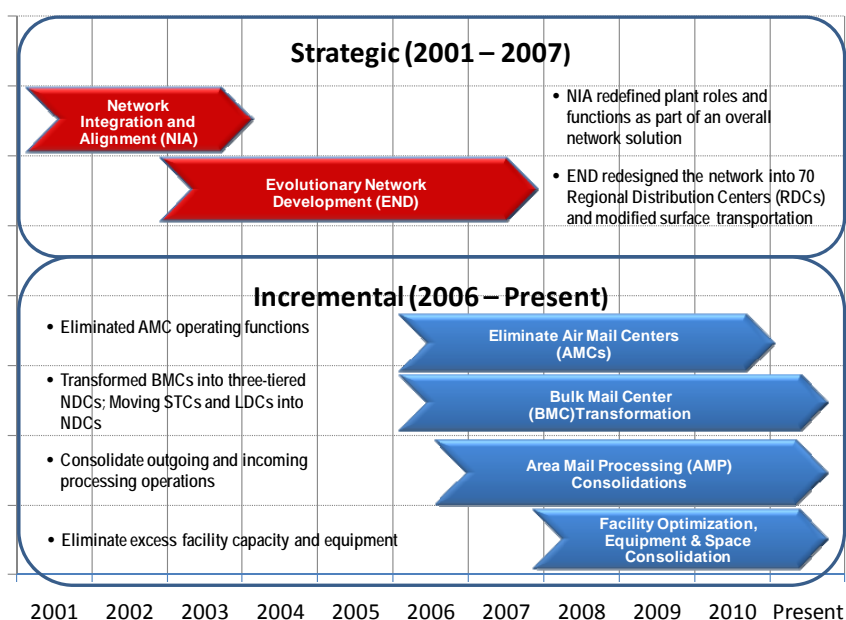 Strategic (2001 – 2007)
Network
Integration and
Alignment (NIA)
• NIA redefined plant roles and
functions as part of an overall
network solution
Evolutionary Network
Development (END)
• END redesigned the network into 70
Regional Distribution Centers (RDCs)
and modified surface transportation
Incremental (2006 – Present)
• Eliminated AMC operating functions
Eliminate Air Mail Centers
(AMCs)
• Transformed BMCs into three-tiered
NDCs; Moving STCs and LDCs into
NDCs
Bulk Mail Center
(BMC)Transformation
• Consolidate outgoing and incoming
processing operations
Area Mail Processing (AMP)
Consolidations
• Eliminate excess facility capacity and equipment
Facility Optimization,
Equipment & Space
Consolidation
2001 2002 2003 2004 2005 2006 2007 2008 2009 2010 Present